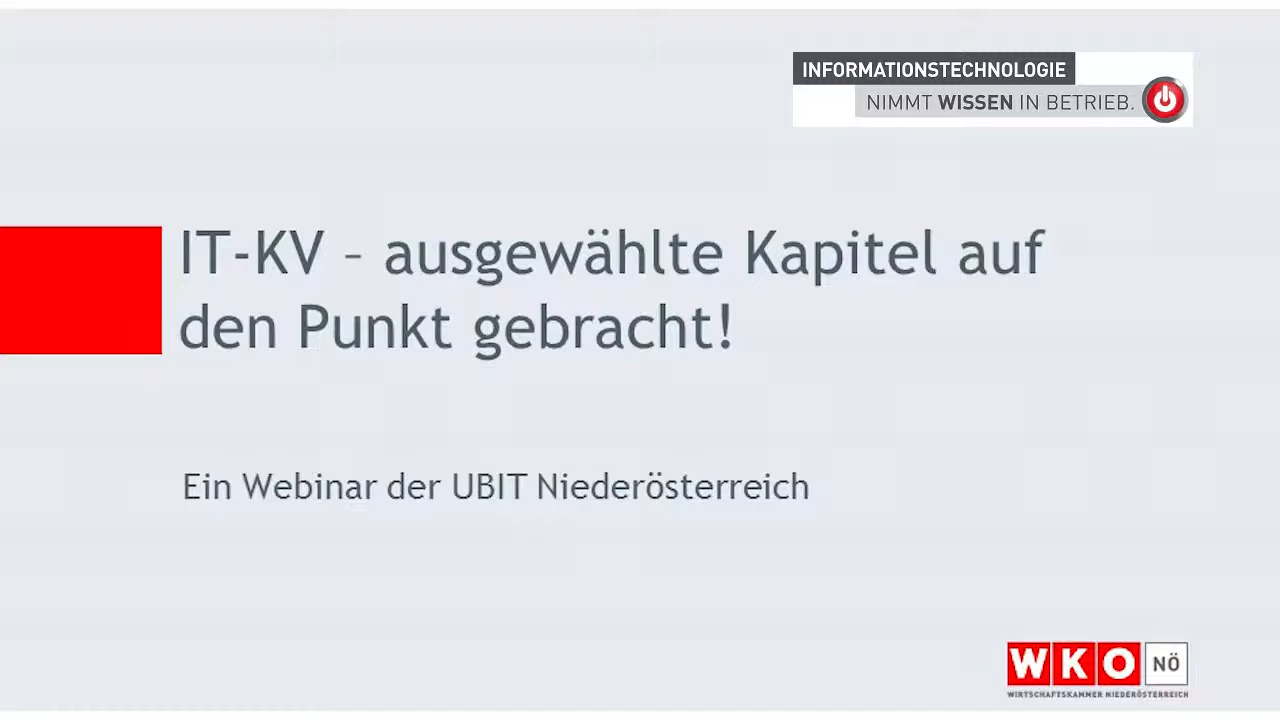 INFORMATIONSTECHNOLOGIE
NIMMT WISSEN IN BETRIEB.
IT-KV – ausgewählte Kapitel auf
den Punkt gebracht!
Ein Webinar der UBIT Niederösterreich
WKO NÖ
WIRTSCHAFTSKAMMER NIEDERÖSTERREICH